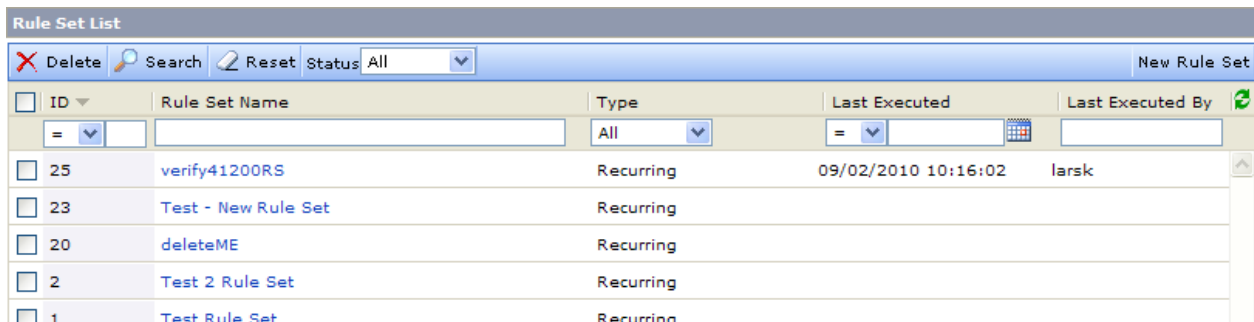 Rule Set List
Delete Search Reset Status All New Rule Set
ID Rule Set Name Type Last Executed Last Executed By
= All =
25 verify41200RS Recurring 09/02/2010 10:16:02 larsk
23 Test - New Rule Set Recurring
20 deleteME Recurring
2 Test 2 Rule Set Recurring
1 Test Rule Set Recurring